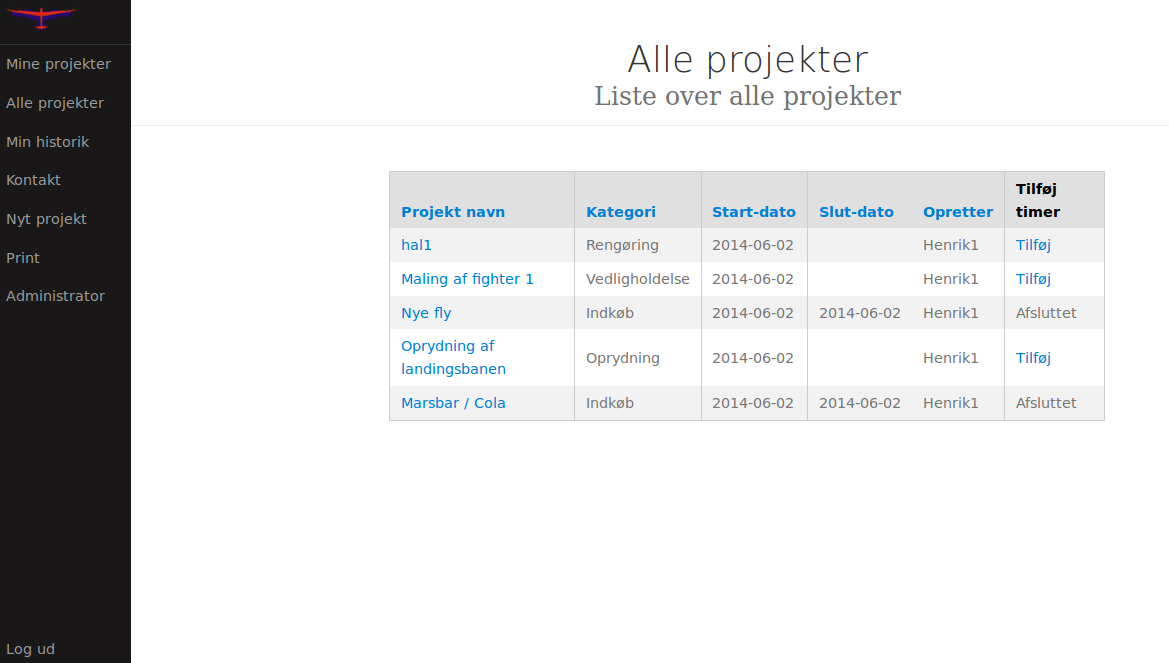 Mine projekter
Alle projekter
Min historik
Kontakt
Nyt projekt
Print
Administrator
Log ud
Alle projekter
Liste over alle projekter
Projekt navn Kategori Start-dato Slut-dato Opretter Tilføj timer
hal1 Rengøring 2014-06-02 Henrik1 Tilføj
Maling af fighter 1 Vedligholdelse 2014-06-02 Henrik1 Tilføj
Nye fly Indkøb 2014-06-02 2014-06-02 Henrik1 Afsluttet
Oprydning af landingsbanen Oprydning 2014-06-02 Henrik1 Tilføj
Marsbar / Cola Indkøb 2014-06-02 2014-06-02 Henrik1 Afsluttet